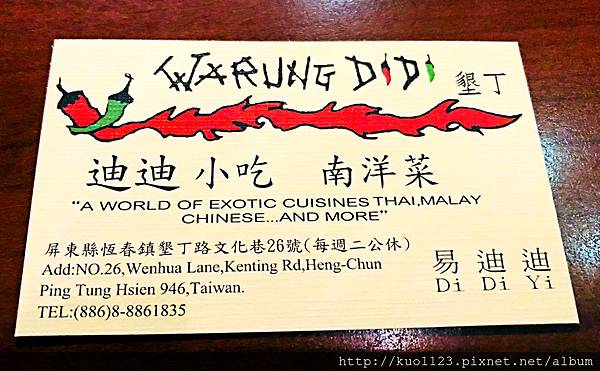 WARUNG DiDi 墾丁
迪迪 小吃 南洋菜
“A WORLD OF EXOTIC CUISINES THAI,MALAY
CHINESE...AND MORE”
屏東縣恆春鎮墾丁路文化巷26號(每週二公休)
Add:NO.26,Wenhua Lane,Kenting Rd,Heng-Chun
Ping Tung Hsien 946,Taiwan.
TEL:(886)8-8861835
易 迪 迪
Di Di Yi
http://kuo1123.pixnet.net/album